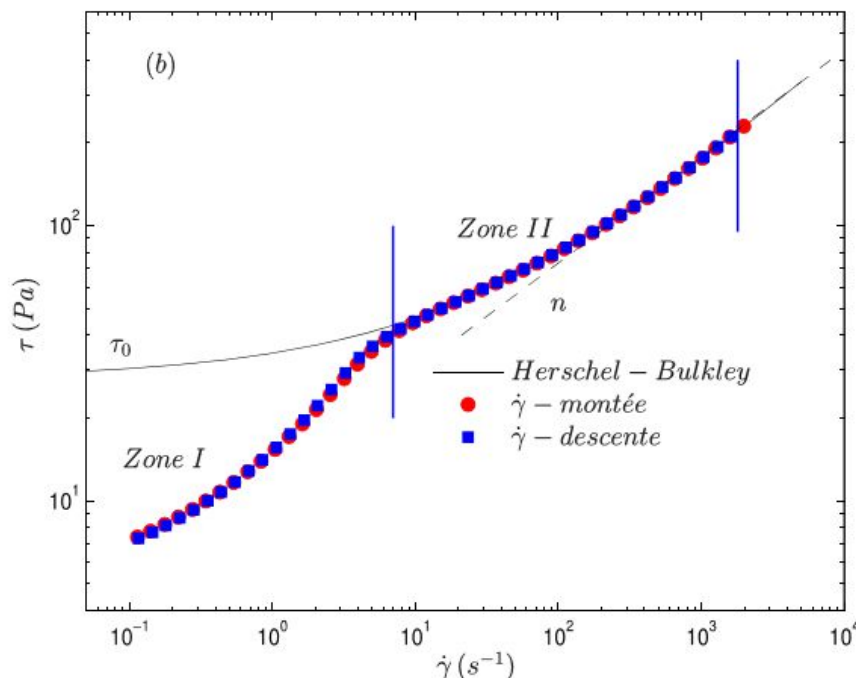 (b)
10^2
Zone II
τ (Pa)
τ_0
n
Herschel − Bulkley
γ̇ − montée
γ̇ − descente
Zone I
10^1
10^{-1}
10^0
10^1
10^2
10^3
10^4
γ̇ (s^{-1})